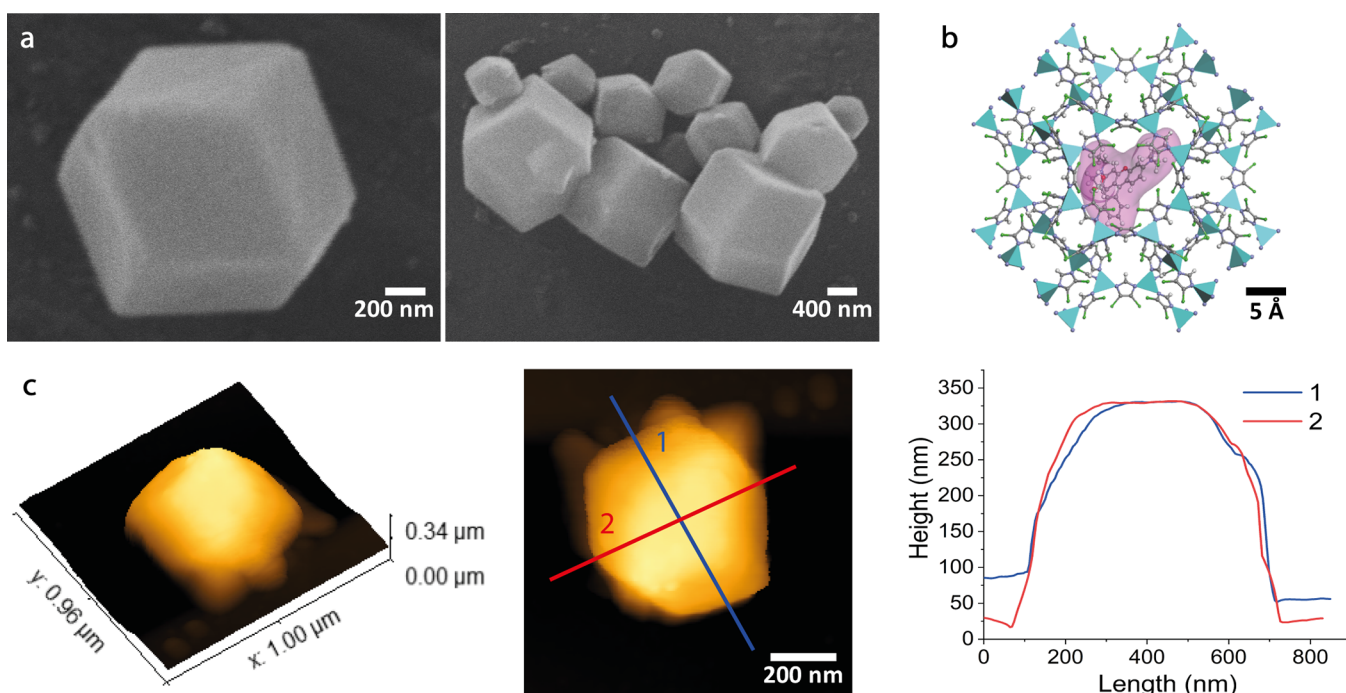 a
200 nm
400 nm
b
5 Å
c
y: 0.96 µm
x: 1.00 µm
0.34 µm
0.00 µm
1
2
200 nm
Height (nm)
350
300
250
200
150
100
50
0
0
200
400
600
800
Length (nm)
1
2